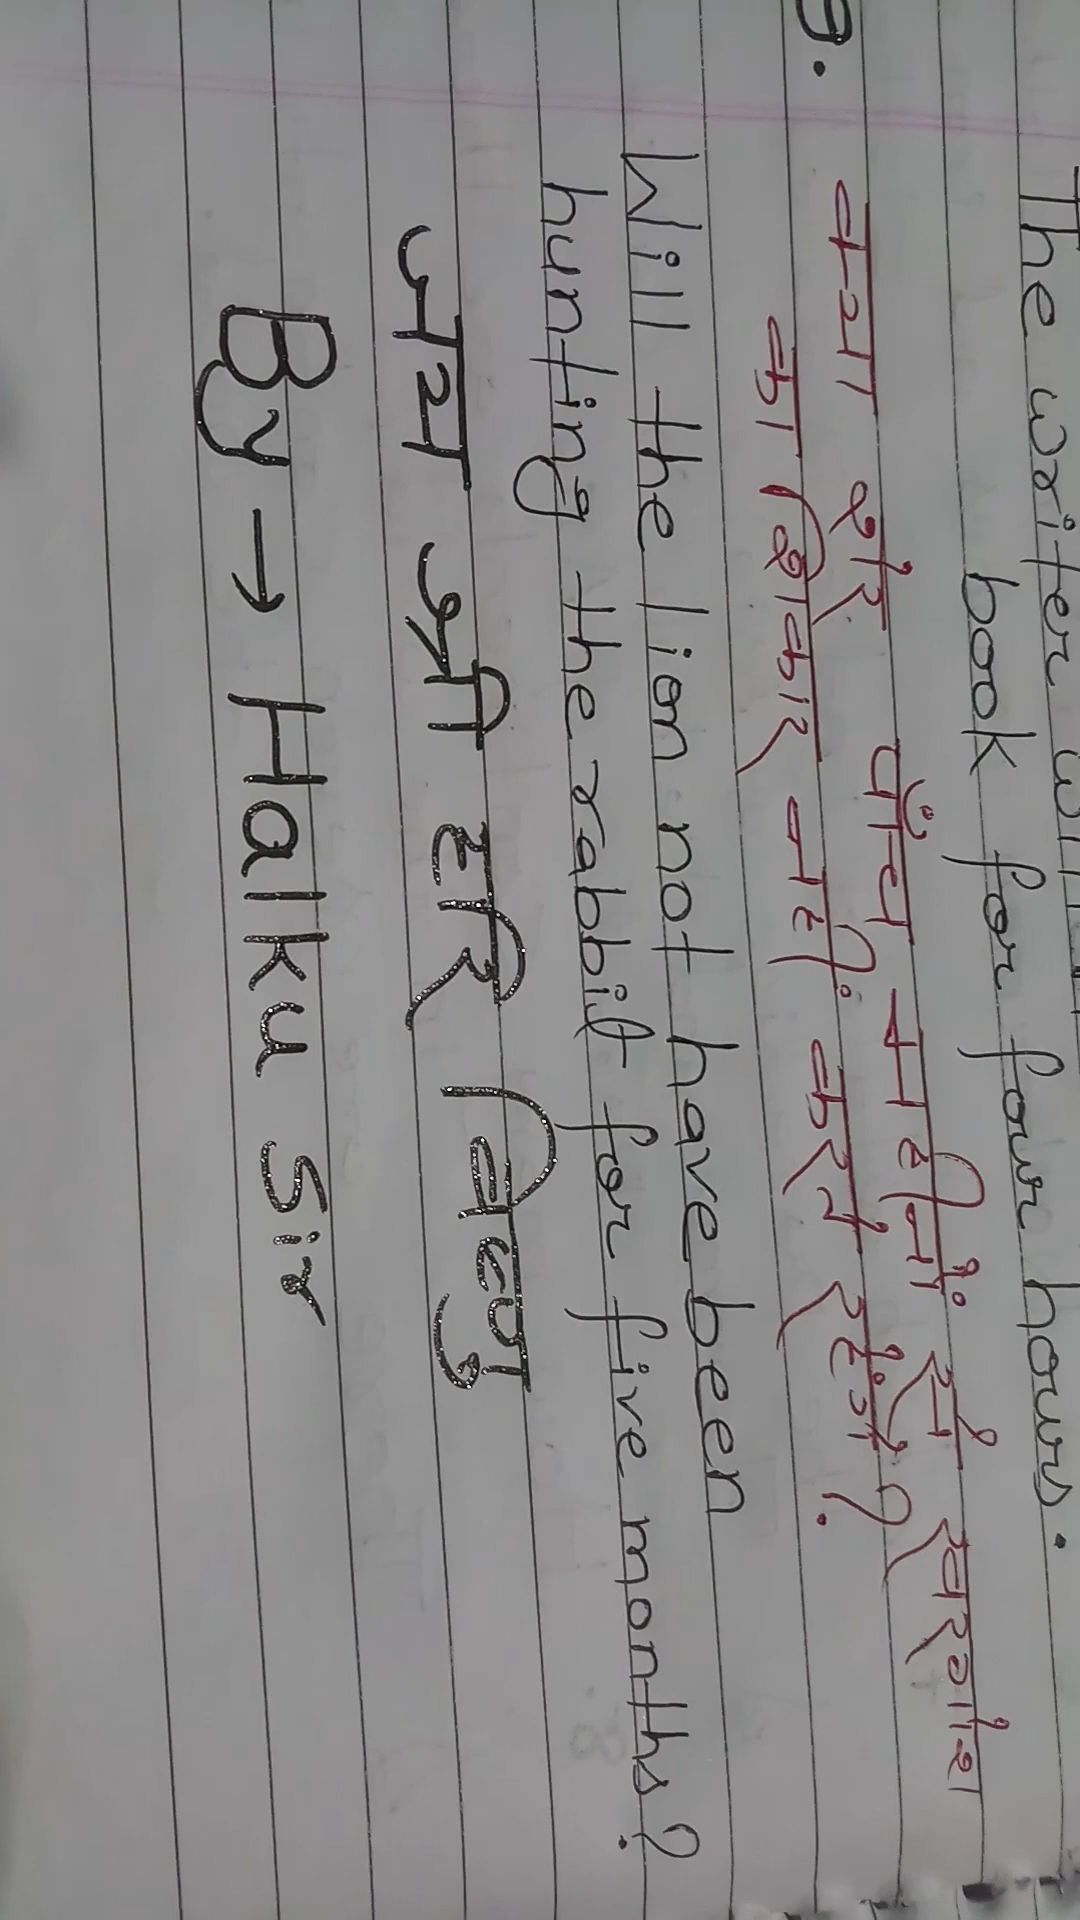 The writer will
book for four hours.
9. क्या शेर पाँच महीनों से खरगोश
का शिकार नहीं करते रहेंगे?
Will the lion not have been
hunting the rabbit for five months?
जय श्री हरि विष्णु
By → Halku Sir